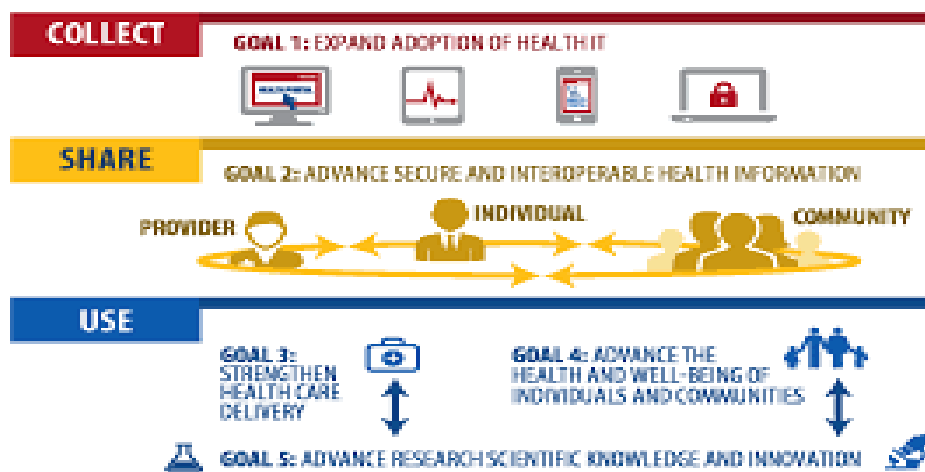 COLLECT
GOAL 1: EXPAND ADOPTION OF HEALTH IT
SHARE
GOAL 2: ADVANCE SECURE AND INTEROPERABLE HEALTH INFORMATION
PROVIDER
INDIVIDUAL
COMMUNITY
USE
GOAL 3:
STRENGTHEN
HEALTH CARE
DELIVERY
GOAL 4: ADVANCE THE
HEALTH AND WELL-BEING OF
INDIVIDUALS AND COMMUNITIES
GOAL 5: ADVANCE RESEARCH SCIENTIFIC KNOWLEDGE AND INNOVATION